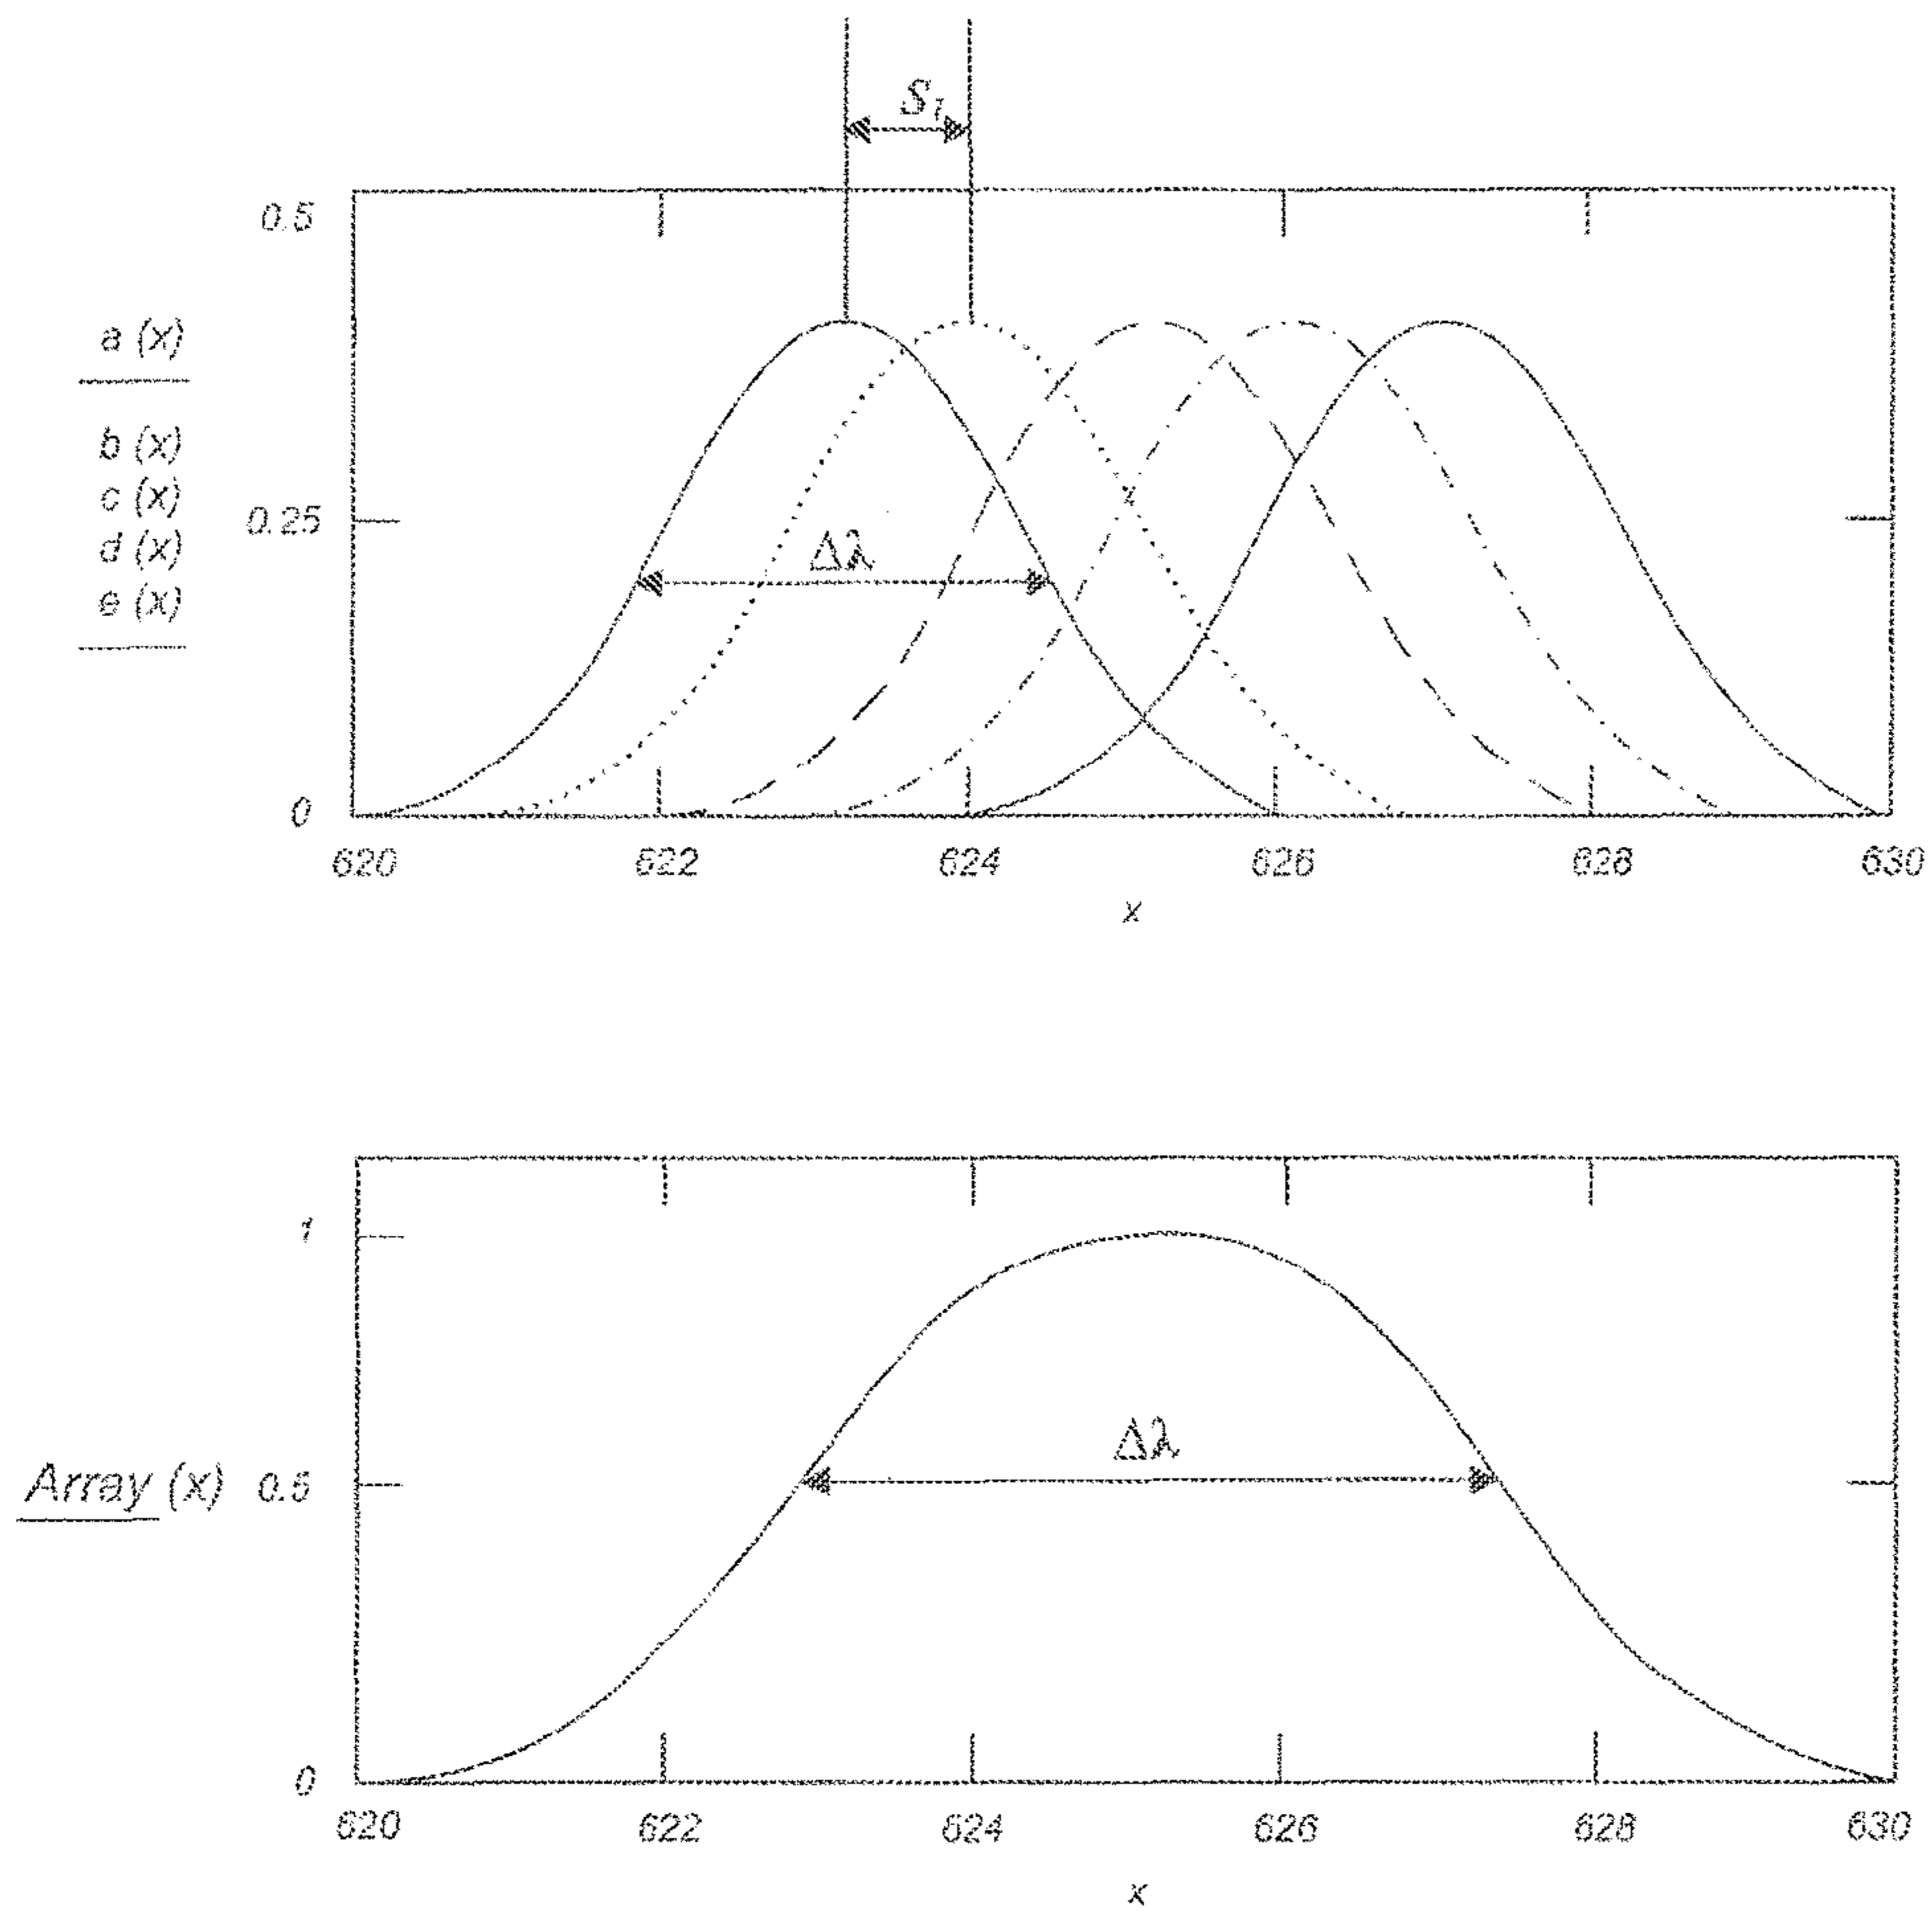 S₁
0.5
a (x)
b (x)
c (x)
0.25
d (x)
Δλ
e (x)
0
620 622 624 626 628 630
x
1
Δλ
Array (x) 0.5
0
620 622 624 626 628 630
x